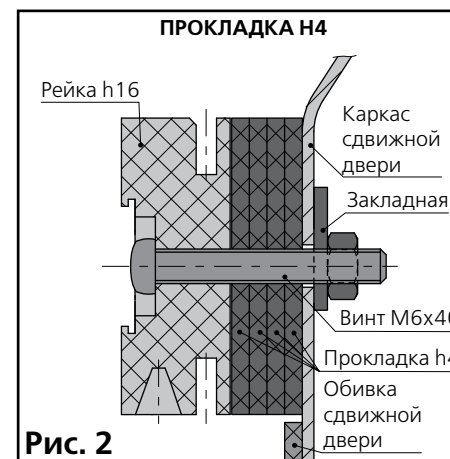 ПРОКЛАДКА Н4
Рейка h16
Каркас
сдвижной
двери
Закладная
Винт М6х40
Прокладка h4
Обивка
сдвижной
двери
Рис. 2